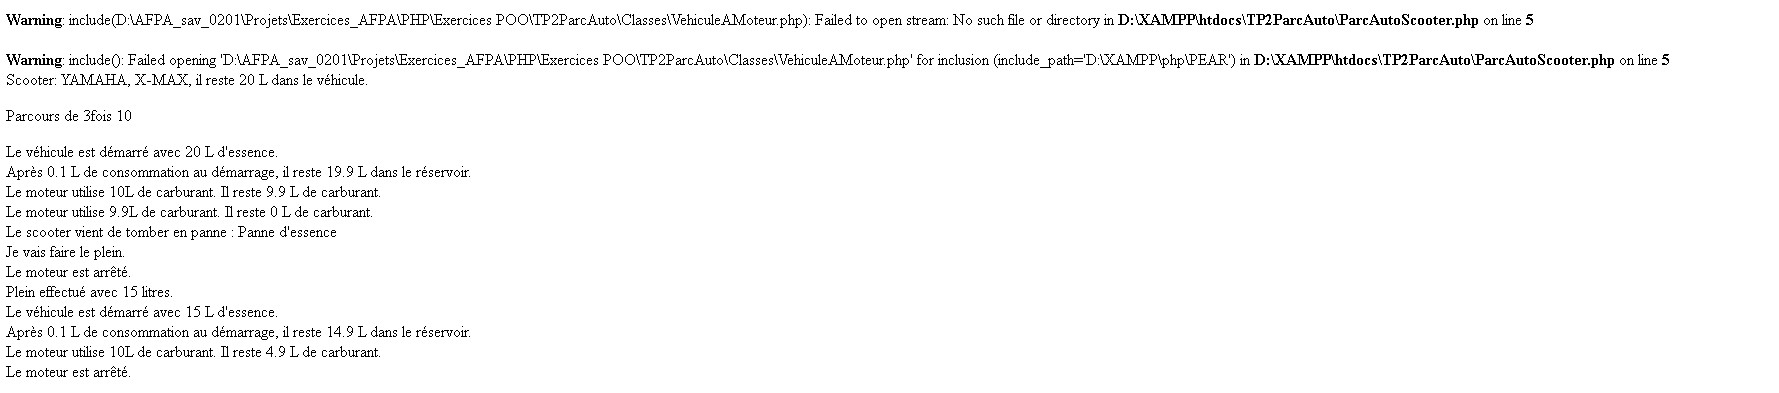 Warning: include(D:\AFPA_sav_0201\Projets\Exercices_AFPA\PHP\Exercices POO\TP2ParcAuto\Classes\VehiculeAMoteur.php): Failed to open stream: No such file or directory in D:\XAMPP\htdocs\TP2ParcAuto\ParcAutoScooter.php on line 5
Warning: include(): Failed opening 'D:\AFPA_sav_0201\Projets\Exercices_AFPA\PHP\Exercices POO\TP2ParcAuto\Classes\VehiculeAMoteur.php' for inclusion (include_path='D:\XAMPP\php\PEAR') in D:\XAMPP\htdocs\TP2ParcAuto\ParcAutoScooter.php on line 5
Scooter: YAMAHA, X-MAX, il reste 20 L dans le véhicule.
Parcours de 3fois 10
Le véhicule est démarré avec 20 L d'essence.
Après 0.1 L de consommation au démarrage, il reste 19.9 L dans le réservoir.
Le moteur utilise 10L de carburant. Il reste 9.9 L de carburant.
Le moteur utilise 9.9L de carburant. Il reste 0 L de carburant.
Le scooter vient de tomber en panne : Panne d'essence
Je vais faire le plein.
Le moteur est arrêté.
Plein effectué avec 15 litres.
Le véhicule est démarré avec 15 L d'essence.
Après 0.1 L de consommation au démarrage, il reste 14.9 L dans le réservoir.
Le moteur utilise 10L de carburant. Il reste 4.9 L de carburant.
Le moteur est arrêté.